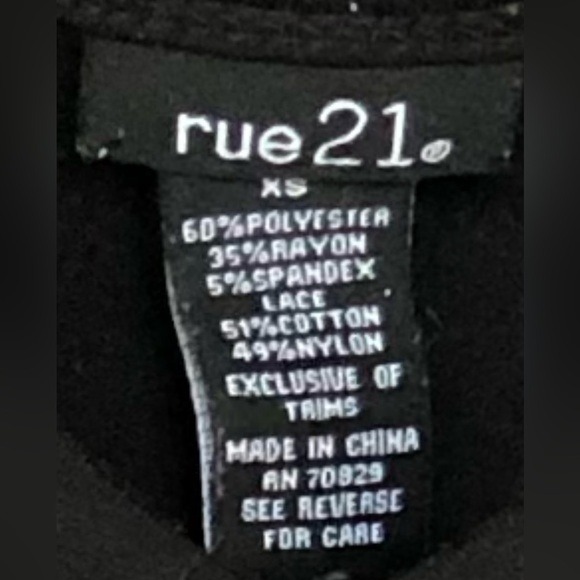 rue21®
XS
60%POLYESTER
35%RAYON
5%SPANDEX
LACE
51%COTTON
49%NYLON
EXCLUSIVE OF
TRIMS
MADE IN CHINA
RN 70829
SEE REVERSE
FOR CARE